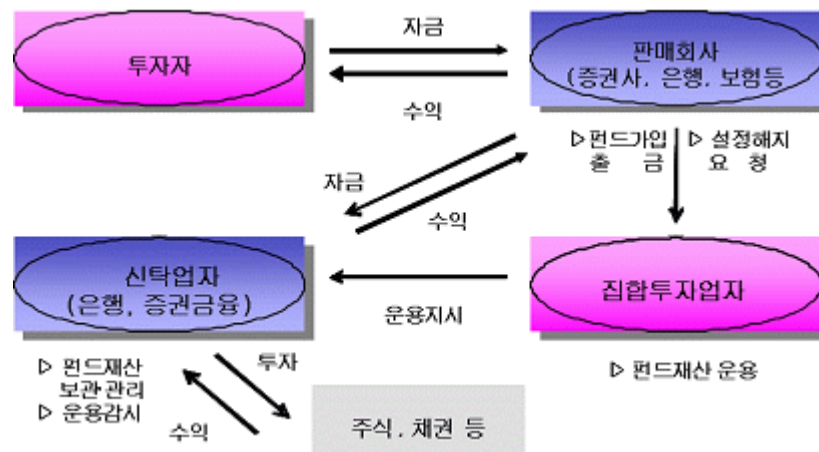 자금
투자자
판매회사
(증권사, 은행, 보험등
수익
▷펀드가입
출 금
▷ 설정해지
요 청
자금
수익
신탁업자
(은행, 증권금융)
집합투자업자
운용지시
▷ 펀드재산
보관·관리
▷ 운용감시
투자
수익
▷ 펀드재산 운용
주식, 채권 등